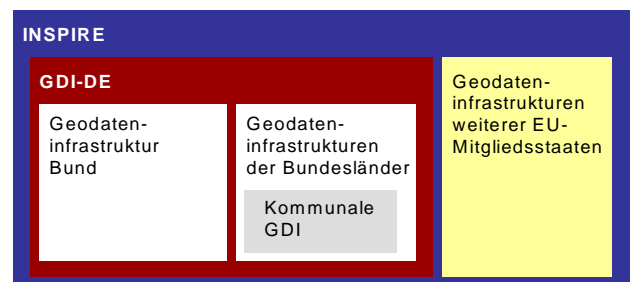 INSPIRE
GDI-DE
Geodaten-
infrastruktur
Bund
Geodaten-
infrastrukturen
der Bundesländer
Kommunale
GDI
Geodaten-
infrastrukturen
weiterer EU-
Mitgliedsstaaten